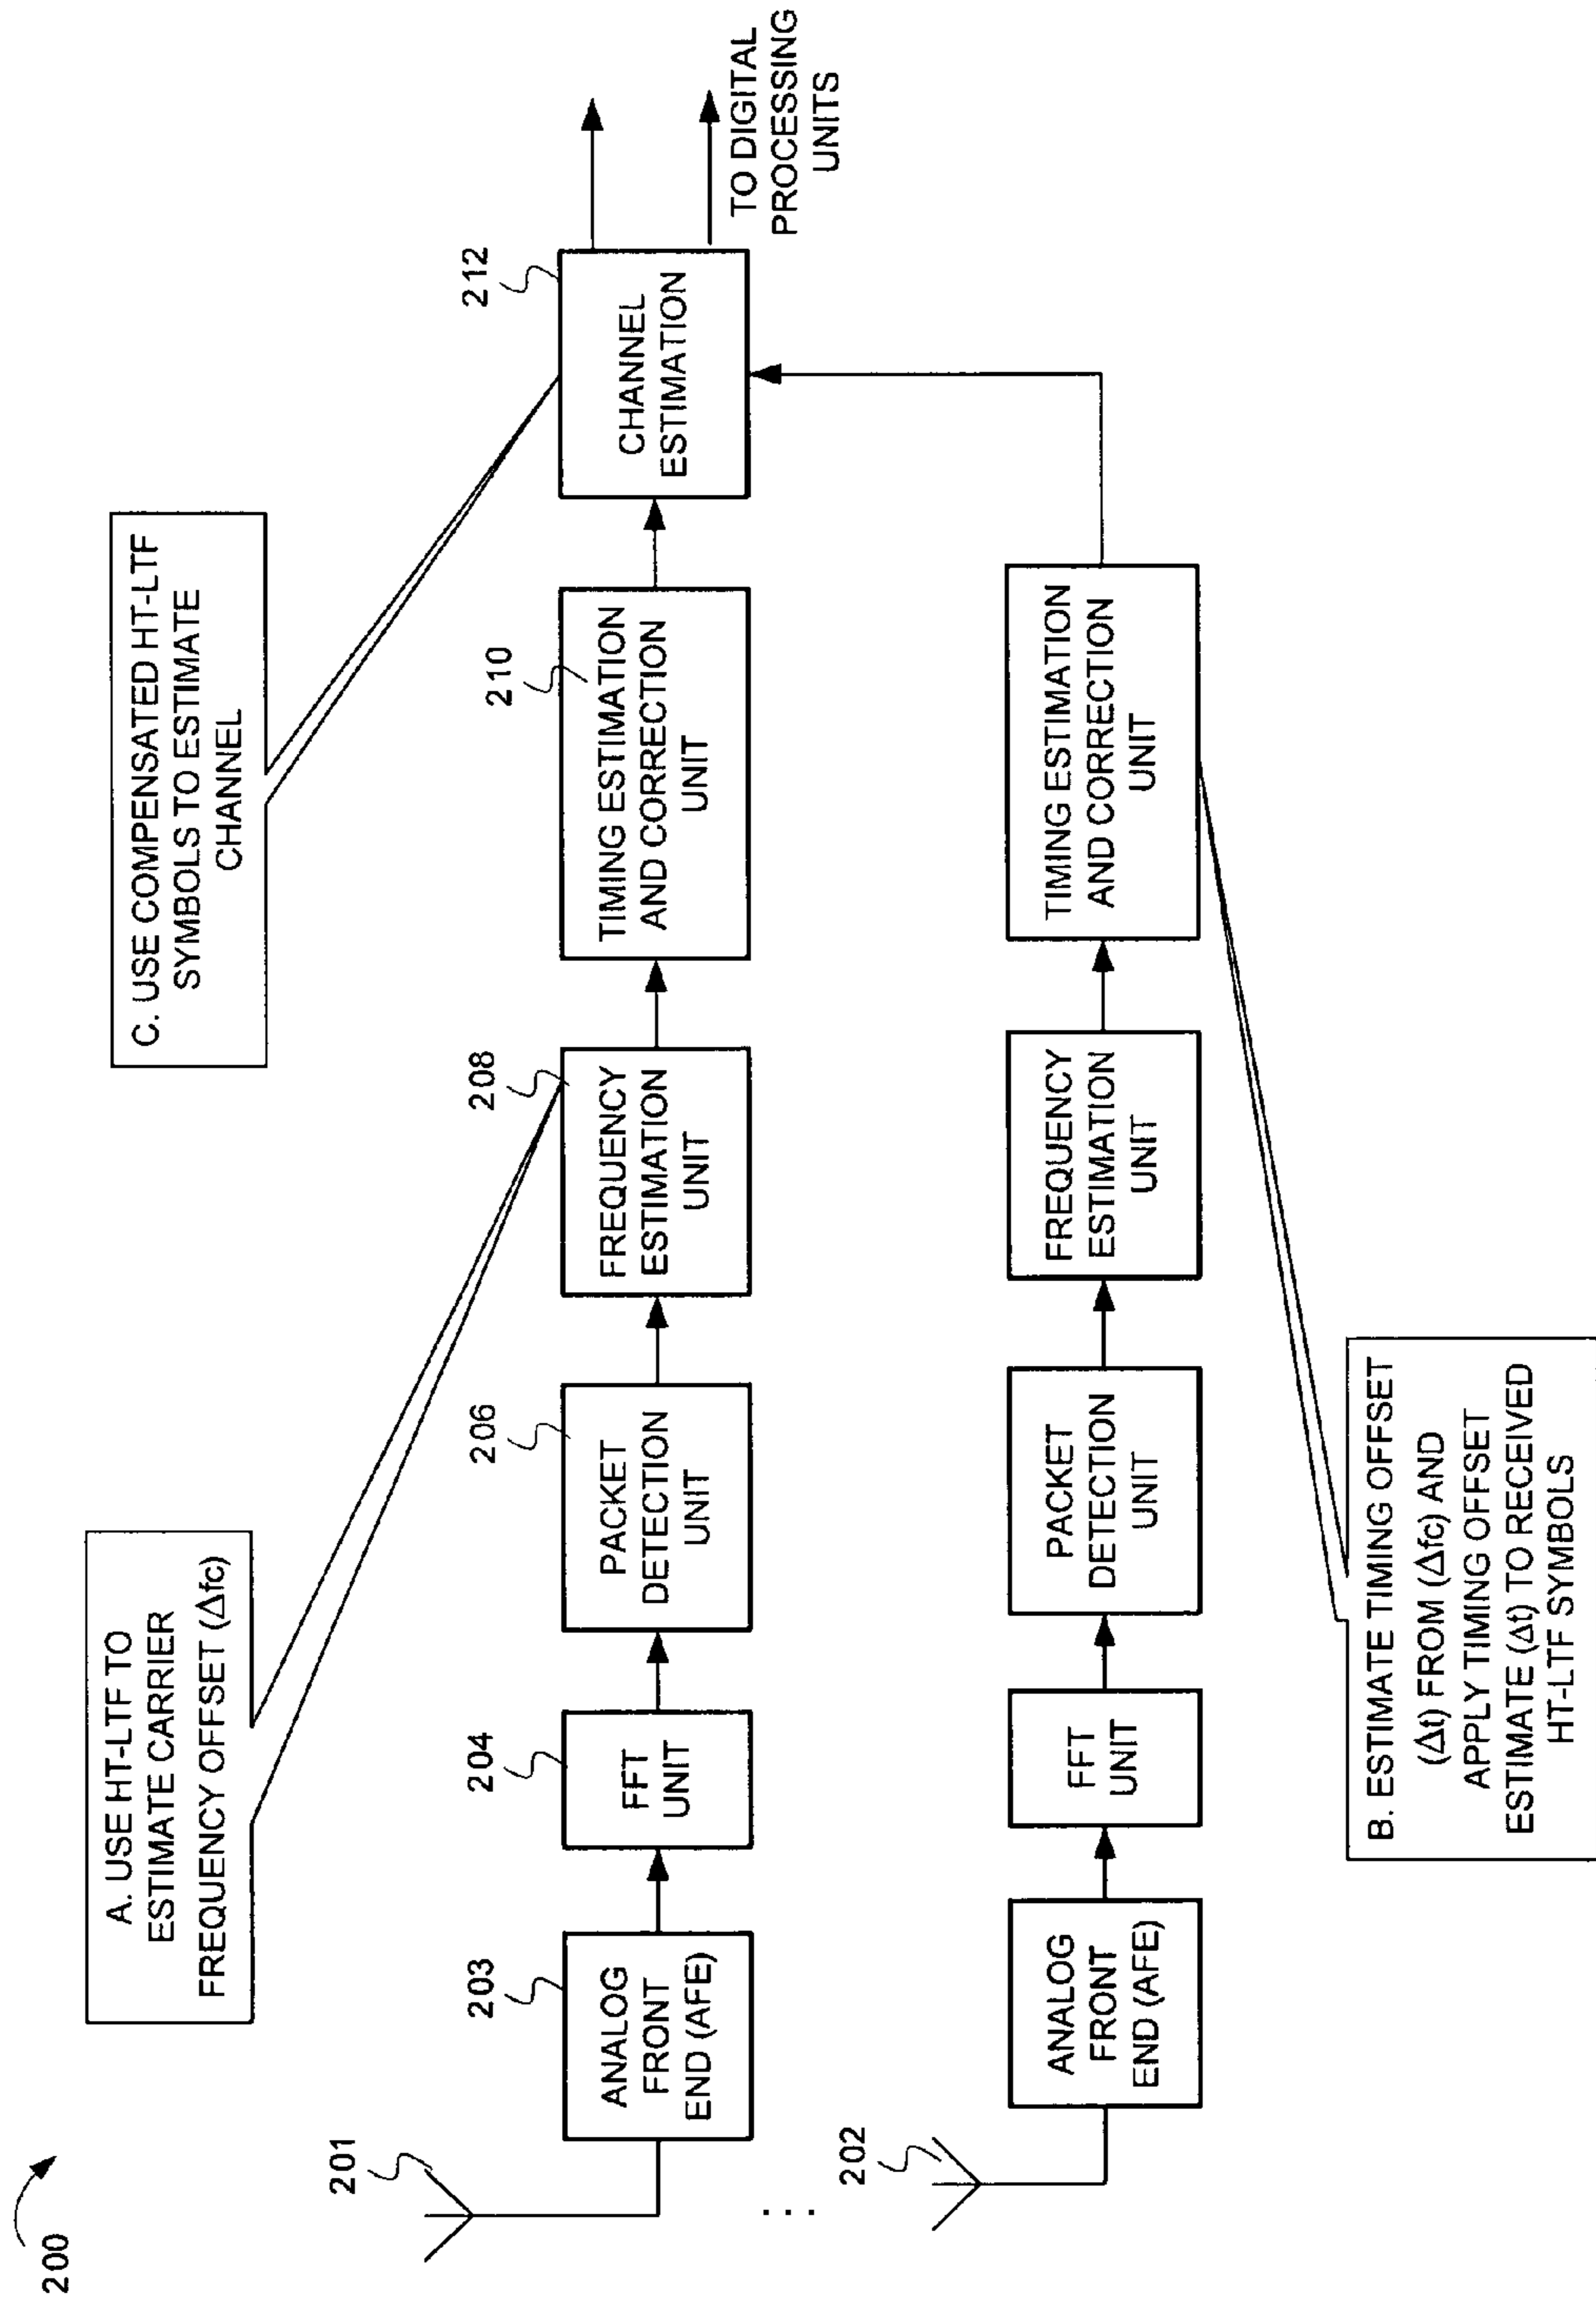 200
A. USE HT-LTF TO
ESTIMATE CARRIER
FREQUENCY OFFSET (Δfc)
C. USE COMPENSATED HT-LTF
SYMBOLS TO ESTIMATE
CHANNEL
201
203
ANALOG
FRONT
END (AFE)
204
FFT
UNIT
206
PACKET
DETECTION
UNIT
208
FREQUENCY
ESTIMATION
UNIT
210
TIMING ESTIMATION
AND CORRECTION
UNIT
212
CHANNEL
ESTIMATION
TO DIGITAL
PROCESSING
UNITS
. . .
202
ANALOG
FRONT
END (AFE)
FFT
UNIT
PACKET
DETECTION
UNIT
FREQUENCY
ESTIMATION
UNIT
TIMING ESTIMATION
AND CORRECTION
UNIT
B. ESTIMATE TIMING OFFSET
(Δt) FROM (Δfc) AND
APPLY TIMING OFFSET
ESTIMATE (Δt) TO RECEIVED
HT-LTF SYMBOLS